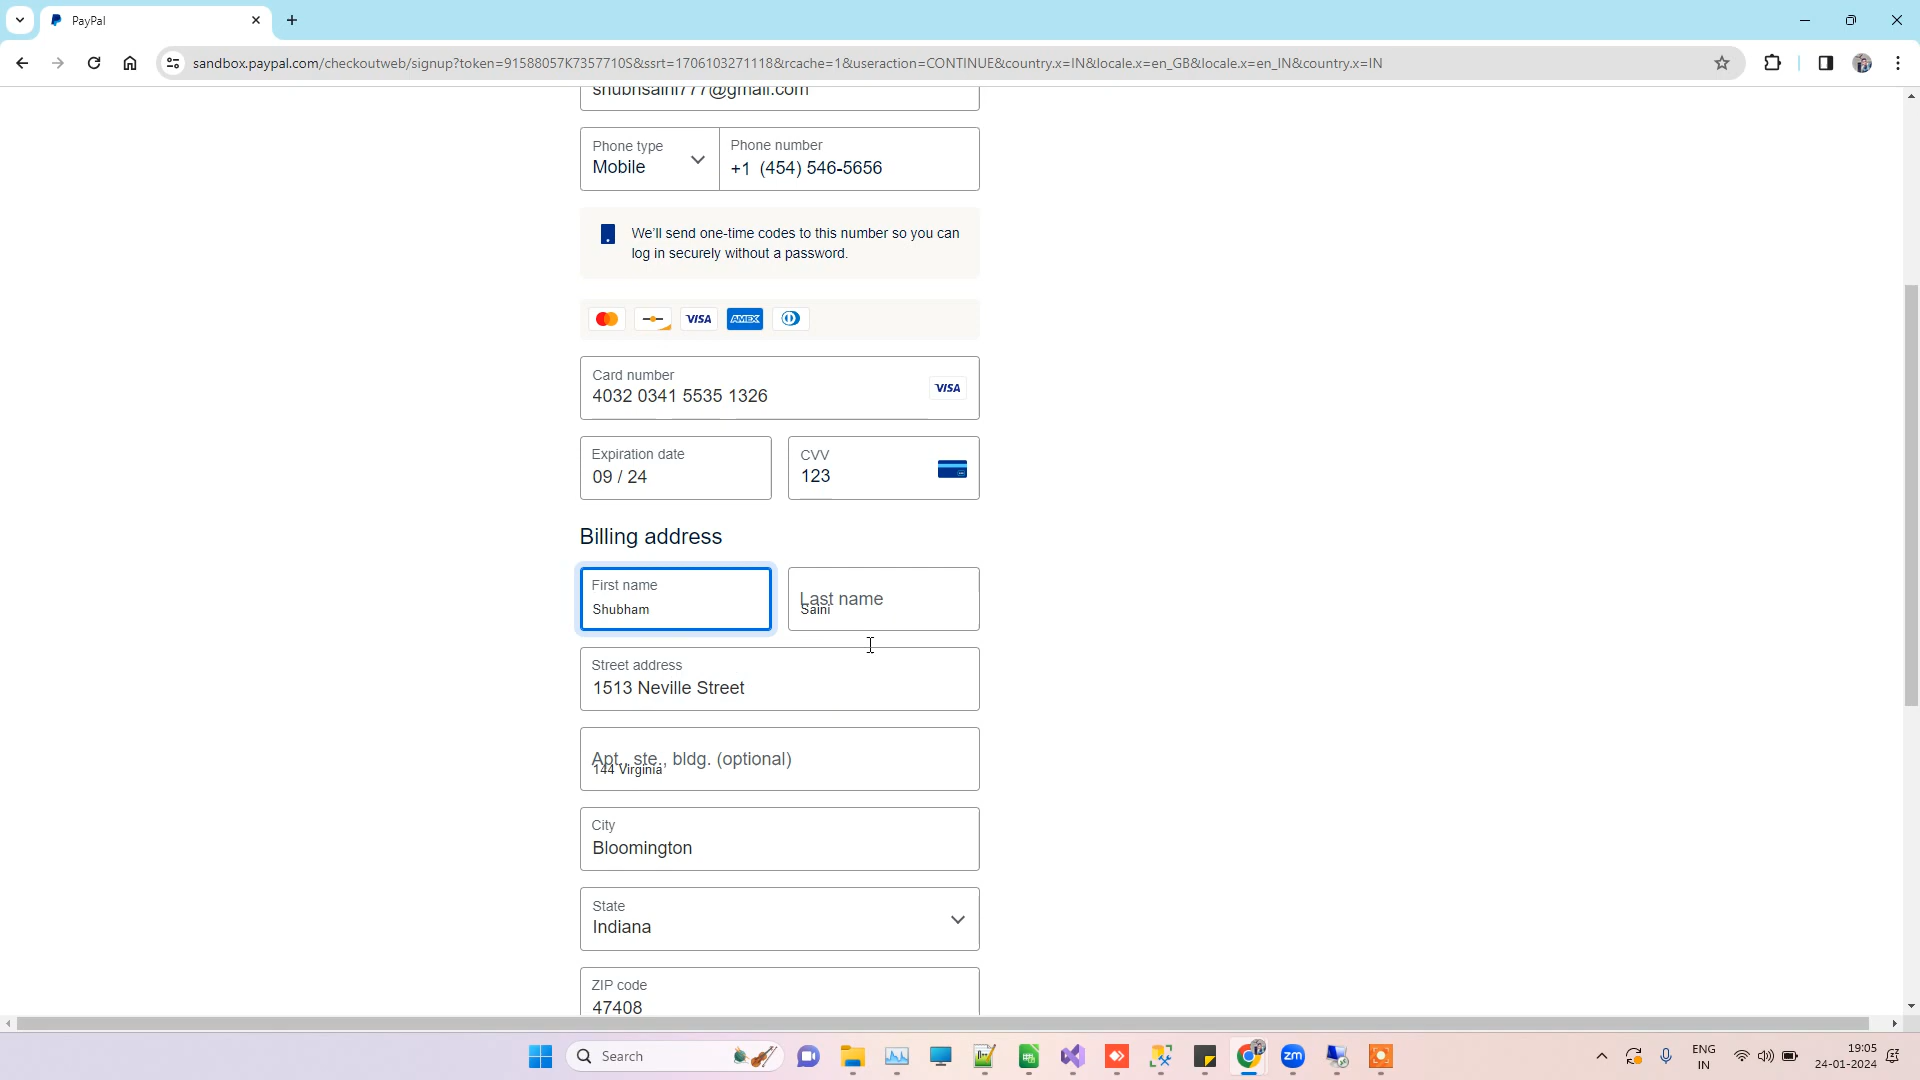 PayPal
sandbox.paypal.com/checkoutweb/signup?token=91588057K7357710S&ssrt=1706103271118&rcache=1&useraction=CONTINUE&country.x=IN&locale.x=en_GB&locale.x=en_IN&country.x=IN
shubhsaini777@gmail.com
Phone type
Mobile
Phone number
+1 (454) 546-5656
We'll send one-time codes to this number so you can
log in securely without a password.
VISA
AMEX
Card number
4032 0341 5535 1326
VISA
Expiration date
09 / 24
CVV
123
Billing address
First name
Shubham
Last name
Saini
Street address
1513 Neville Street
Apt., ste., bldg. (optional)
144 Virginia
City
Bloomington
State
Indiana
ZIP code
47408
Search
zm
ENG
IN
19:05
24-01-2024